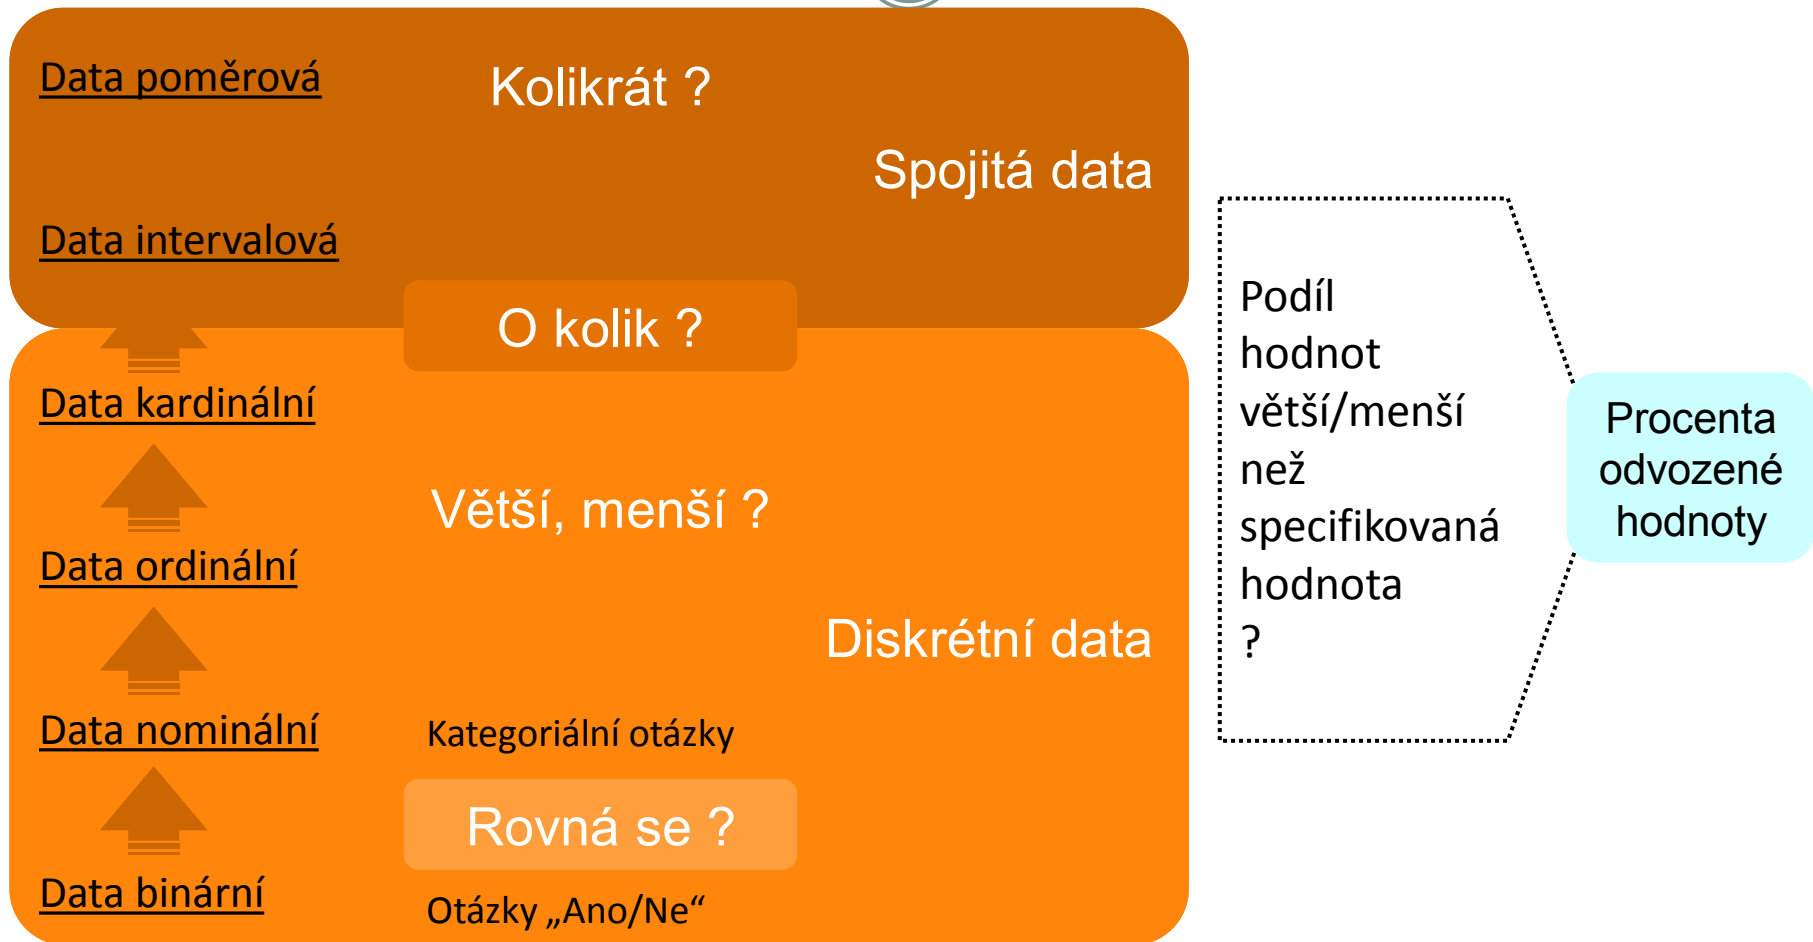 Data poměrová
Kolikrát ?
Spojitá data
Data intervalová
O kolik ?
Data kardinální
Větší, menší ?
Data ordinální
Diskrétní data
Data nominální
Kategoriální otázky
Rovná se ?
Data binární
Otázky „Ano/Ne“
Podíl
hodnot
větší/menší
než
specifikovaná
hodnota
?
Procenta
odvozené
hodnoty